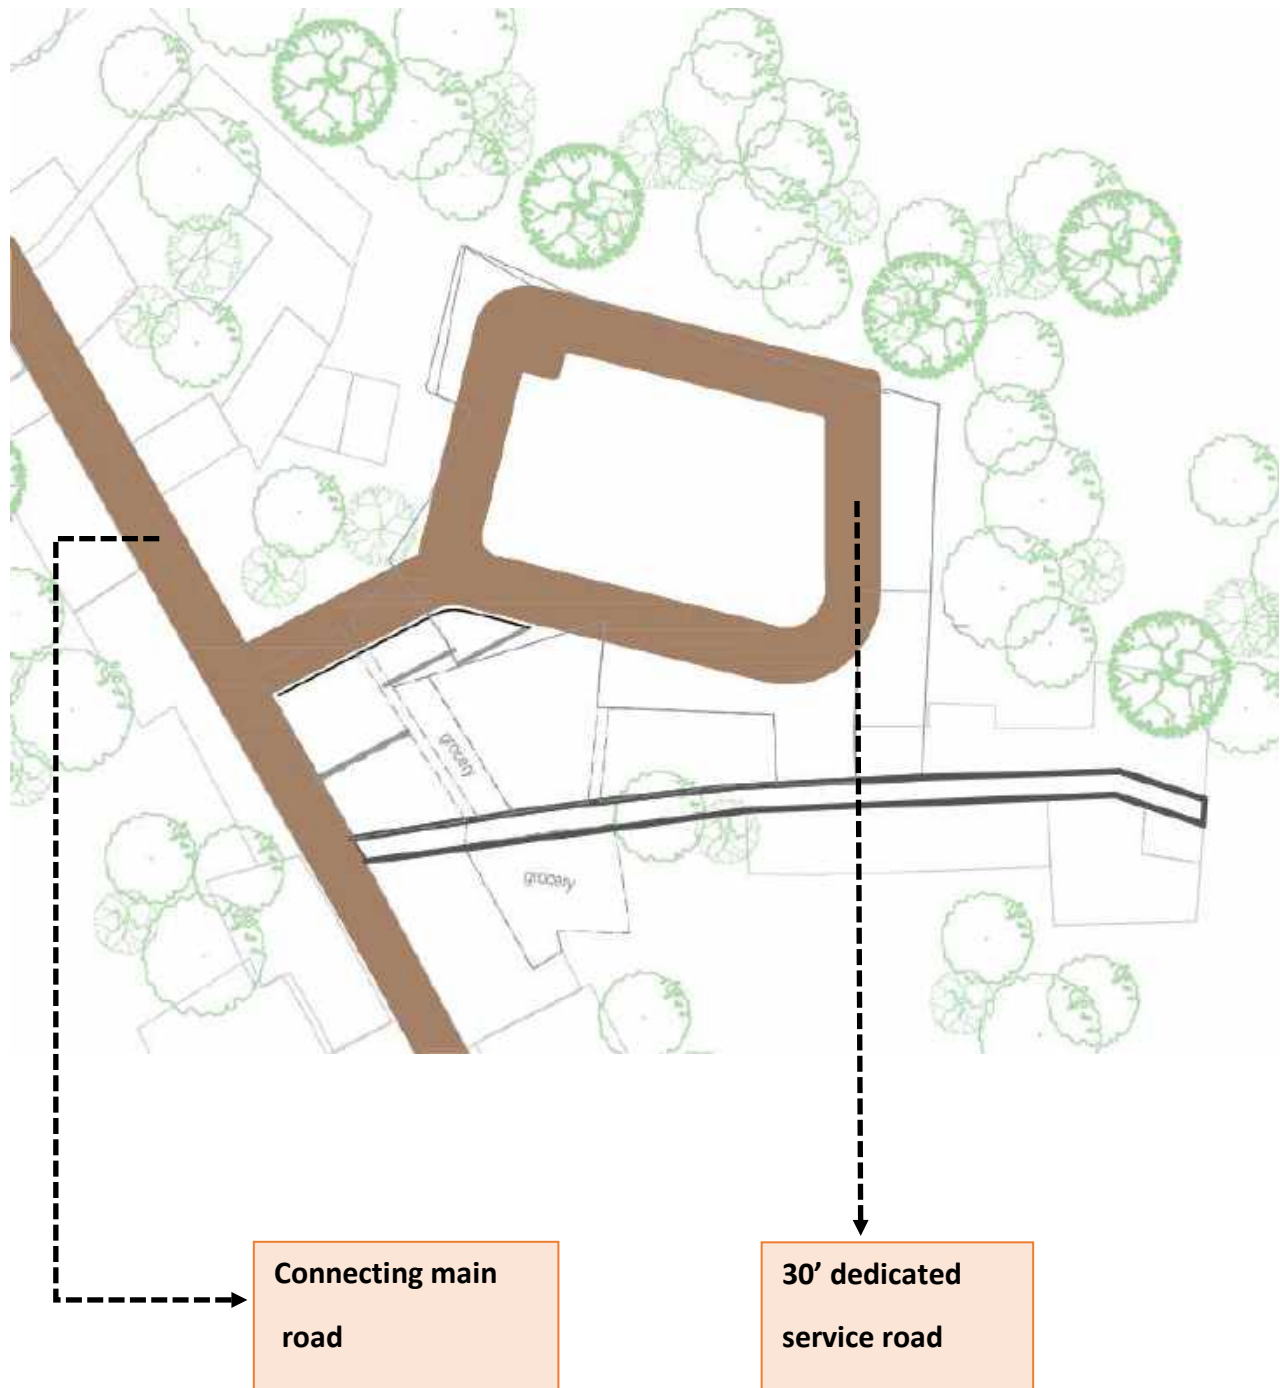 grocery
grocery
Connecting main
road
30’ dedicated
service road